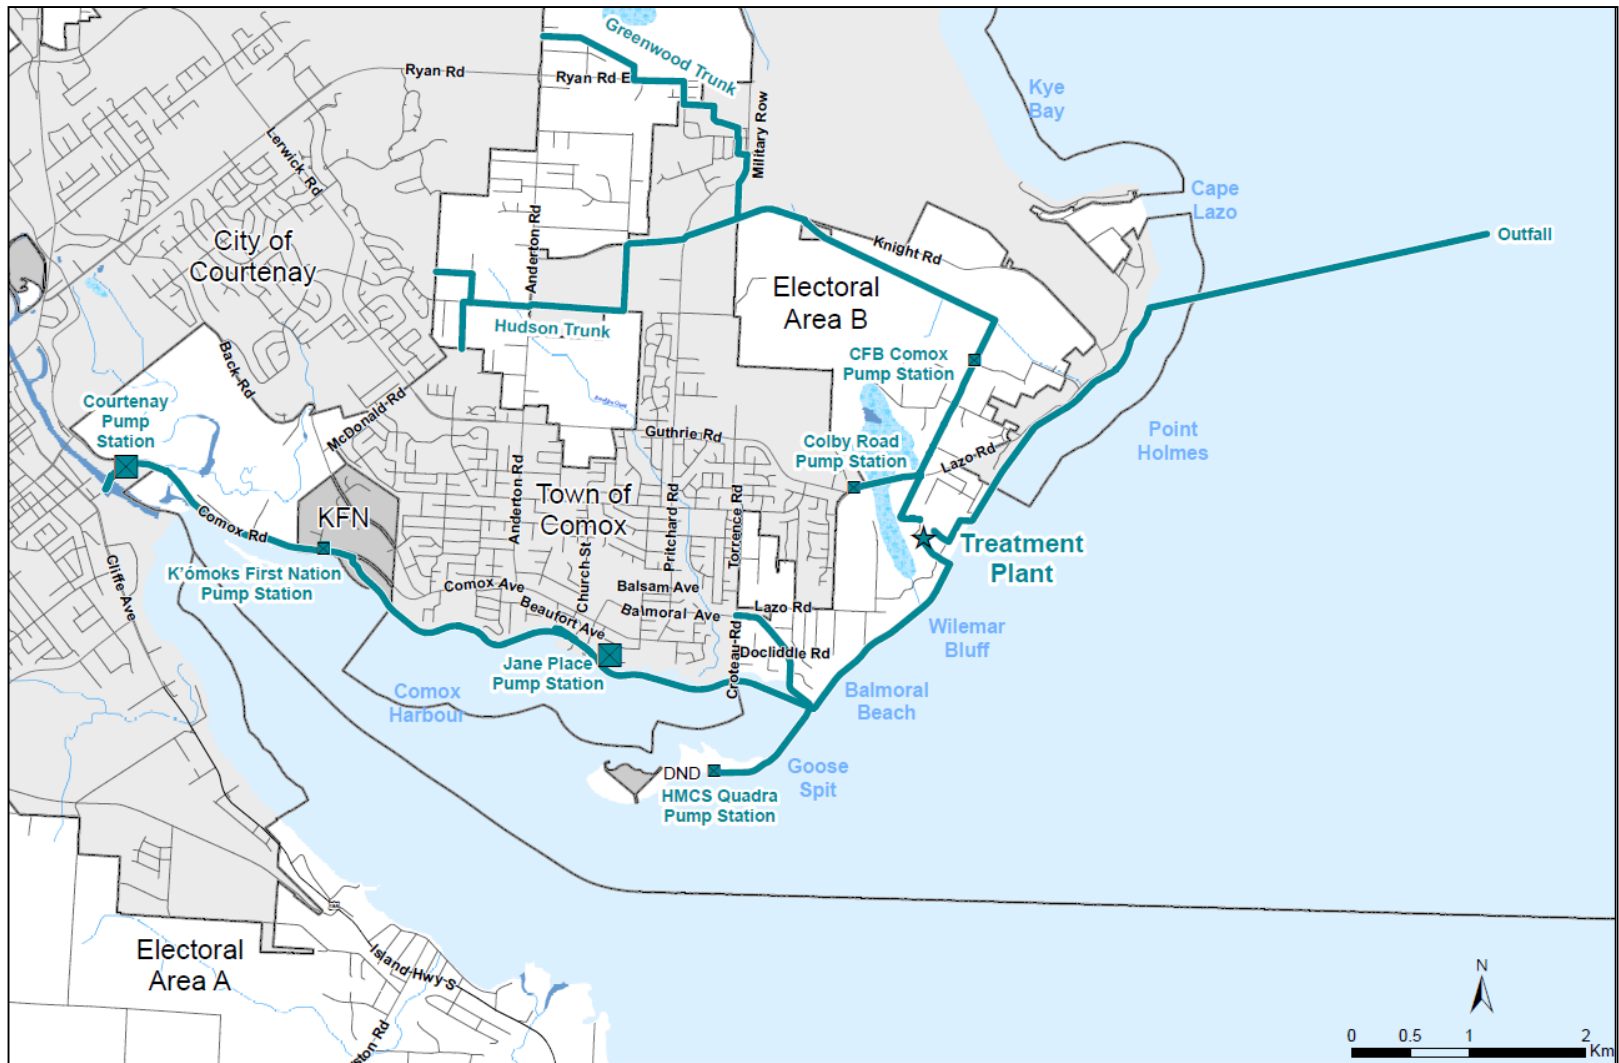 Greenwood Trunk
Ryan Rd
Ryan Rd E
Military Row
Kye
Bay
Lerwick Rd
Cape
Lazo
Outfall
City of
Courtenay
Anderton Rd
Knight Rd
Electoral
Area B
Hudson Trunk
Back Rd
CFB Comox
Pump Station
McDonald Rd
Courtenay
Pump
Station
Guthrie Rd
Colby Road
Pump Station
Lazo Rd
Point
Holmes
Anderton Rd
Town of
Comox
Pritchard Rd
Torrence Rd
KFN
Comox Rd
Treatment
Plant
Cliffe Ave
K'ómoks First Nation
Pump Station
Comox Ave
Church St
Balsam Ave
Beaufort Ave
Balmoral Ave
Lazo Rd
Wilemar
Bluff
Croteau Rd
Docliddle Rd
Jane Place
Pump Station
Comox
Harbour
Balmoral
Beach
Goose
Spit
DND
HMCS Quadra
Pump Station
Electoral
Area A
Island Hwy S
ston Rd
N
0 0.5 1 2
Km